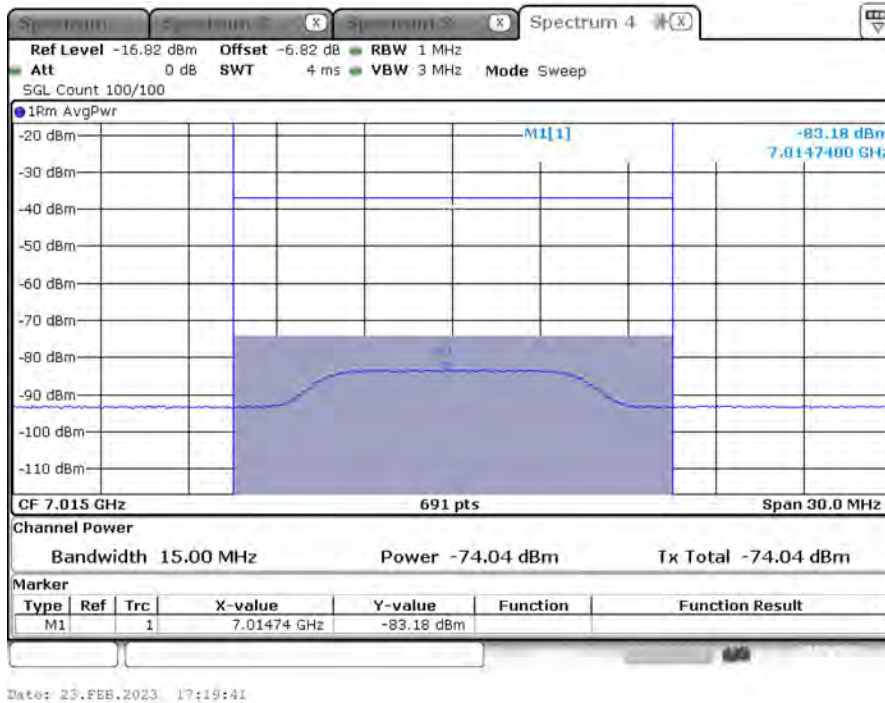 Spectrum 4 X
Ref Level -16.82 dBm Offset -6.82 dB RBW 1 MHz
Att 0 dB SWT 4 ms VBW 3 MHz Mode Sweep
SGL Count 100/100
1Rm AvgPwr
M1[1] -83.18 dBm
7.0147400 GHz
-20 dBm
-30 dBm
-40 dBm
-50 dBm
-60 dBm
-70 dBm
-80 dBm
-90 dBm
-100 dBm
-110 dBm
CF 7.015 GHz 691 pts Span 30.0 MHz
Channel Power
Bandwidth 15.00 MHz Power -74.04 dBm Tx Total -74.04 dBm
Marker
Type Ref Trc X-value Y-value Function Function Result
M1 1 7.01474 GHz -83.18 dBm
Date: 23.FEB.2023 17:19:41